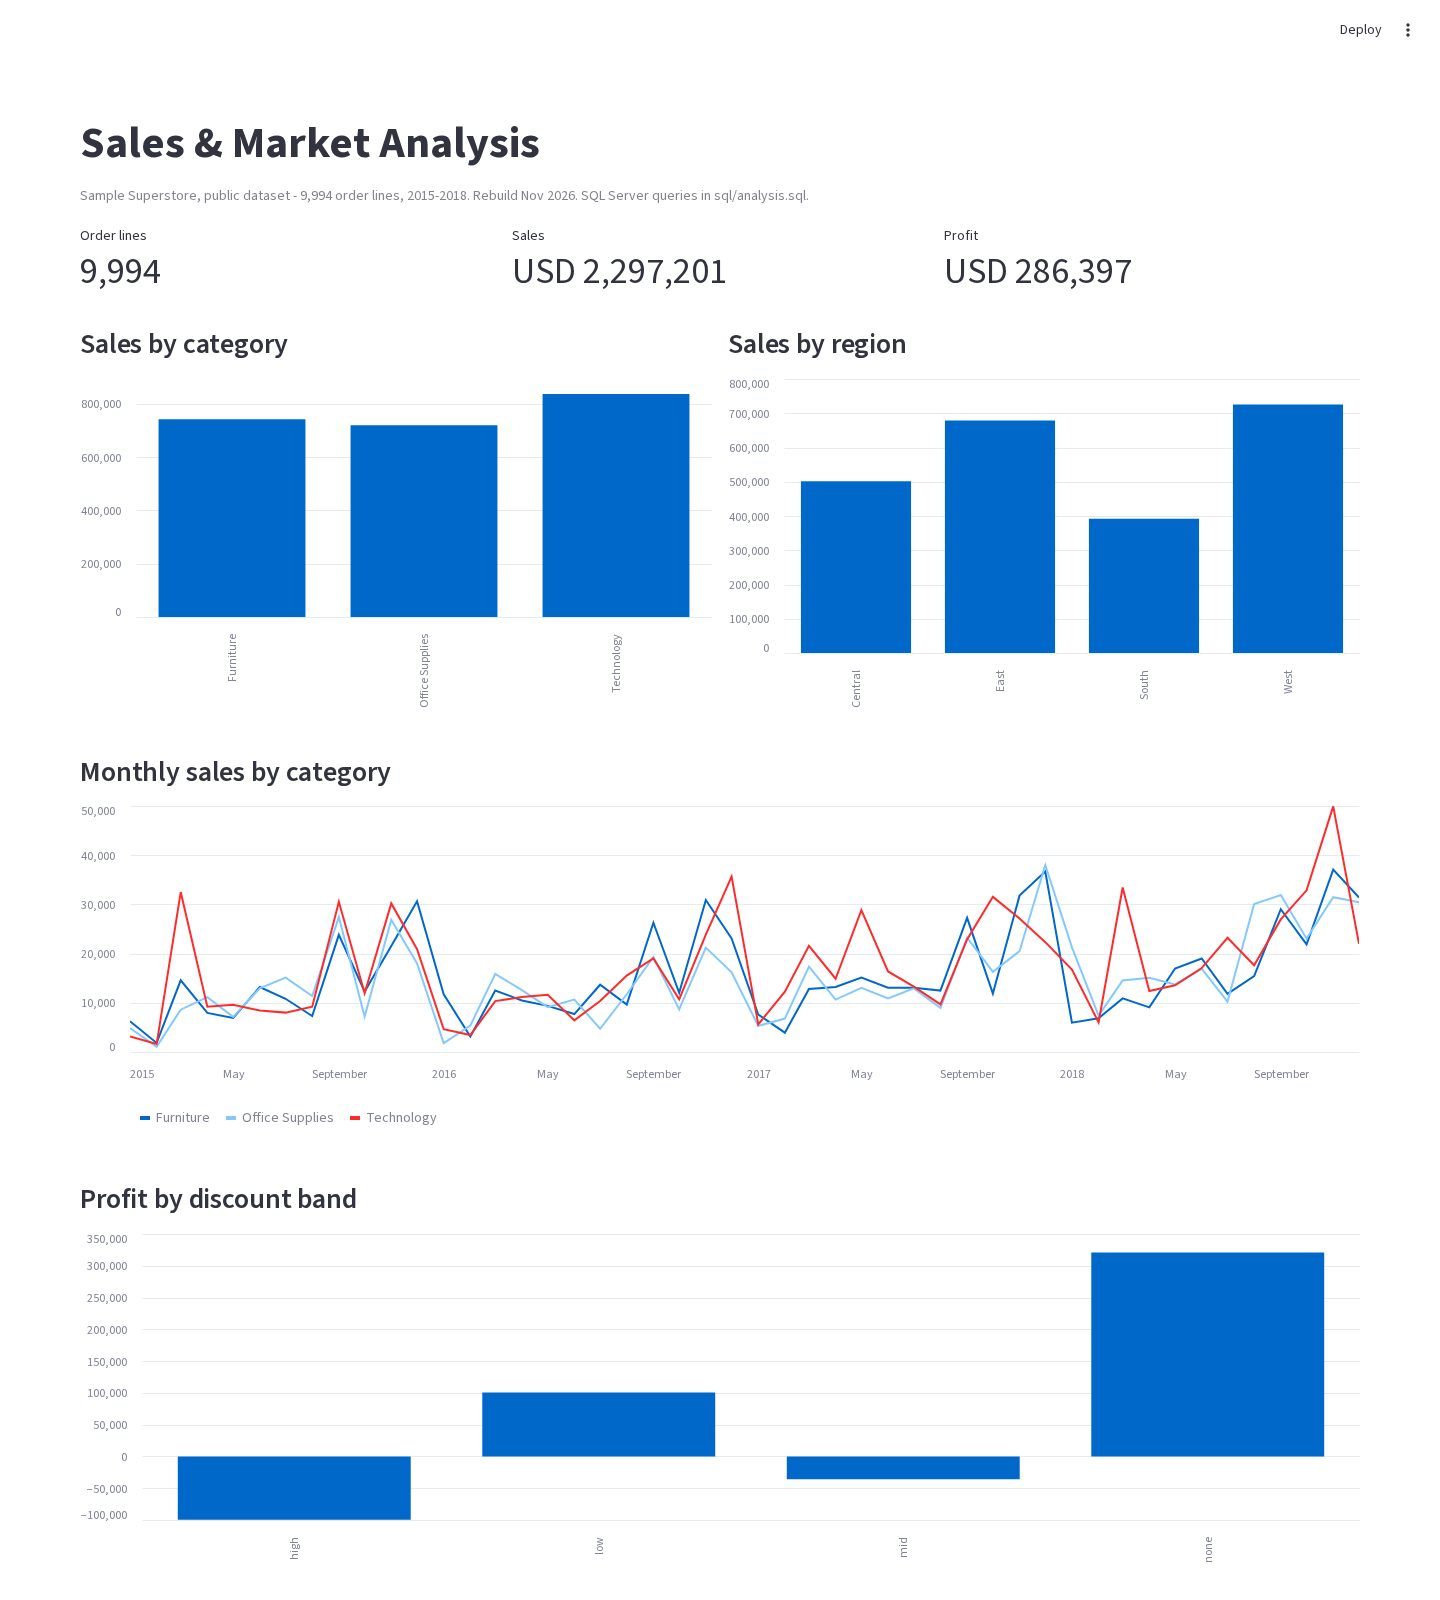 Deploy
Sales & Market Analysis
Sample Superstore, public dataset - 9,994 order lines, 2015-2018. Rebuild Nov 2026. SQL Server queries in sql/analysis.sql.
Order lines
9,994
Sales
USD 2,297,201
Profit
USD 286,397
Sales by category
800,000
600,000
400,000
200,000
0
Furniture
Office Supplies
Technology
Sales by region
800,000
700,000
600,000
500,000
400,000
300,000
200,000
100,000
0
Central
East
South
West
Monthly sales by category
50,000
40,000
30,000
20,000
10,000
0
2015 May September 2016 May September 2017 May September 2018 May September
Furniture Office Supplies Technology
Profit by discount band
350,000
300,000
250,000
200,000
150,000
100,000
50,000
0
−50,000
−100,000
high
low
mid
none